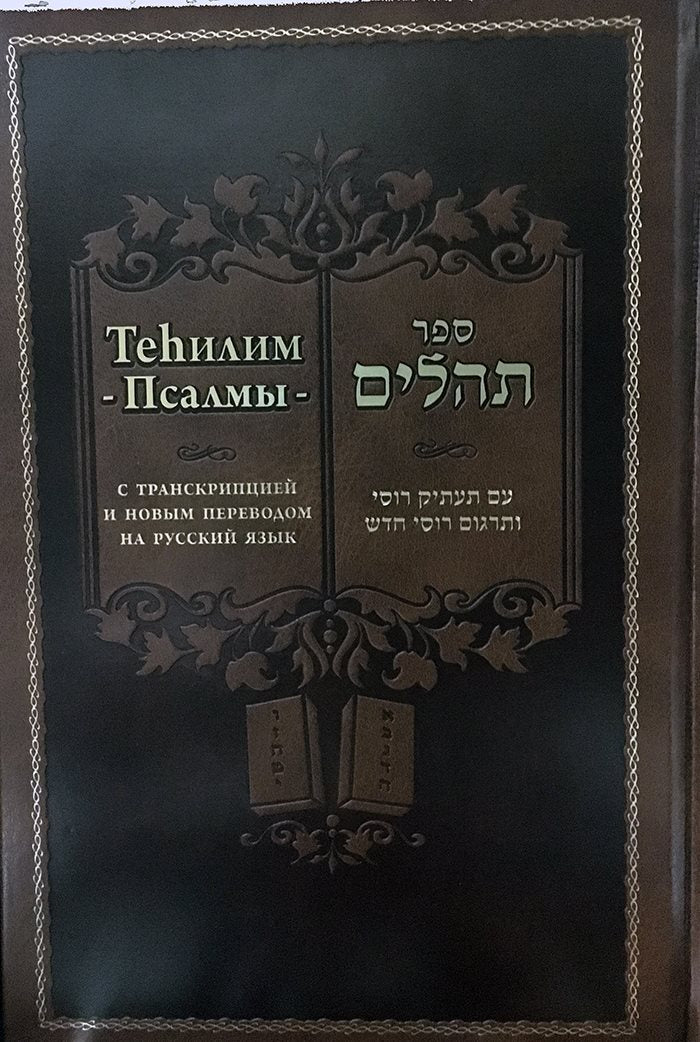 Теhилим
- Псалмы -
С ТРАНСКРИПЦИЕЙ
И НОВЫМ ПЕРЕВОДОМ
НА РУССКИЙ ЯЗЫК
ספר
תהלים
עם תעתיק רוסי
ותרגום רוסי חדש